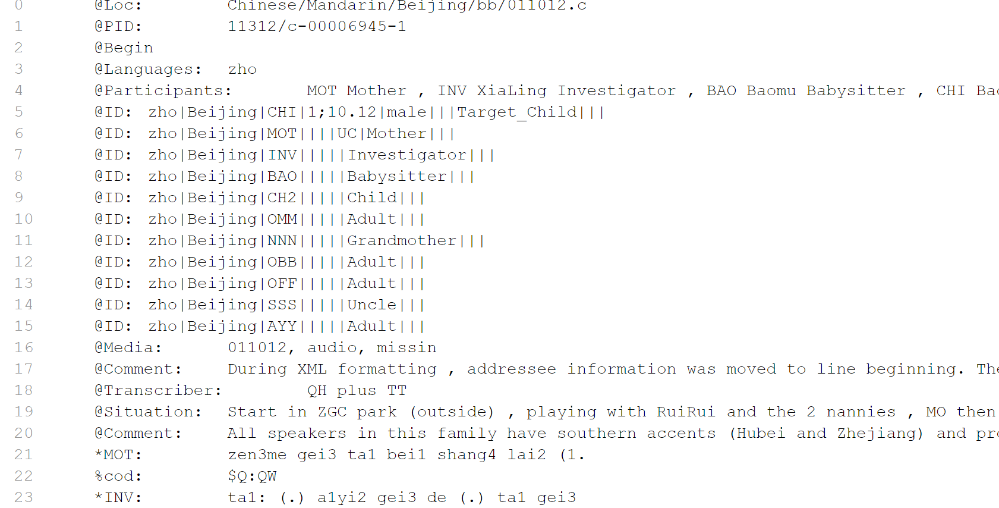 0 @Loc: Chinese/Mandarin/Beijing/bb/011012.c
1 @PID: 11312/c-00006945-1
2 @Begin
3 @Languages: zho
4 @Participants: MOT Mother , INV XiaLing Investigator , BAO Baomu Babysitter , CHI
5 @ID: zho|Beijing|CHI|1;10.12|male|||Target_Child|||
6 @ID: zho|Beijing|MOT||||UC|Mother|||
7 @ID: zho|Beijing|INV|||||Investigator|||
8 @ID: zho|Beijing|BAO|||||Babysitter|||
9 @ID: zho|Beijing|CH2|||||Child|||
10 @ID: zho|Beijing|OMM|||||Adult|||
11 @ID: zho|Beijing|NNN|||||Grandmother|||
12 @ID: zho|Beijing|OBB|||||Adult|||
13 @ID: zho|Beijing|OFF|||||Adult|||
14 @ID: zho|Beijing|SSS|||||Uncle|||
15 @ID: zho|Beijing|AYY|||||Adult|||
16 @Media: 011012, audio, missin
17 @Comment: During XML formatting , addressee information was moved to line beginning.
18 @Transcriber: QH plus TT
19 @Situation: Start in ZGC park (outside) , playing with RuiRui and the 2 nannies , MO then
20 @Comment: All speakers in this family have southern accents (Hubei and Zhejiang) and
21 *MOT: zen3me gei3 ta1 bei1 shang4 lai2 (1.
22 %cod: $Q:QW
23 *INV: ta1: (.) a1yi2 gei3 de (.) ta1 gei3